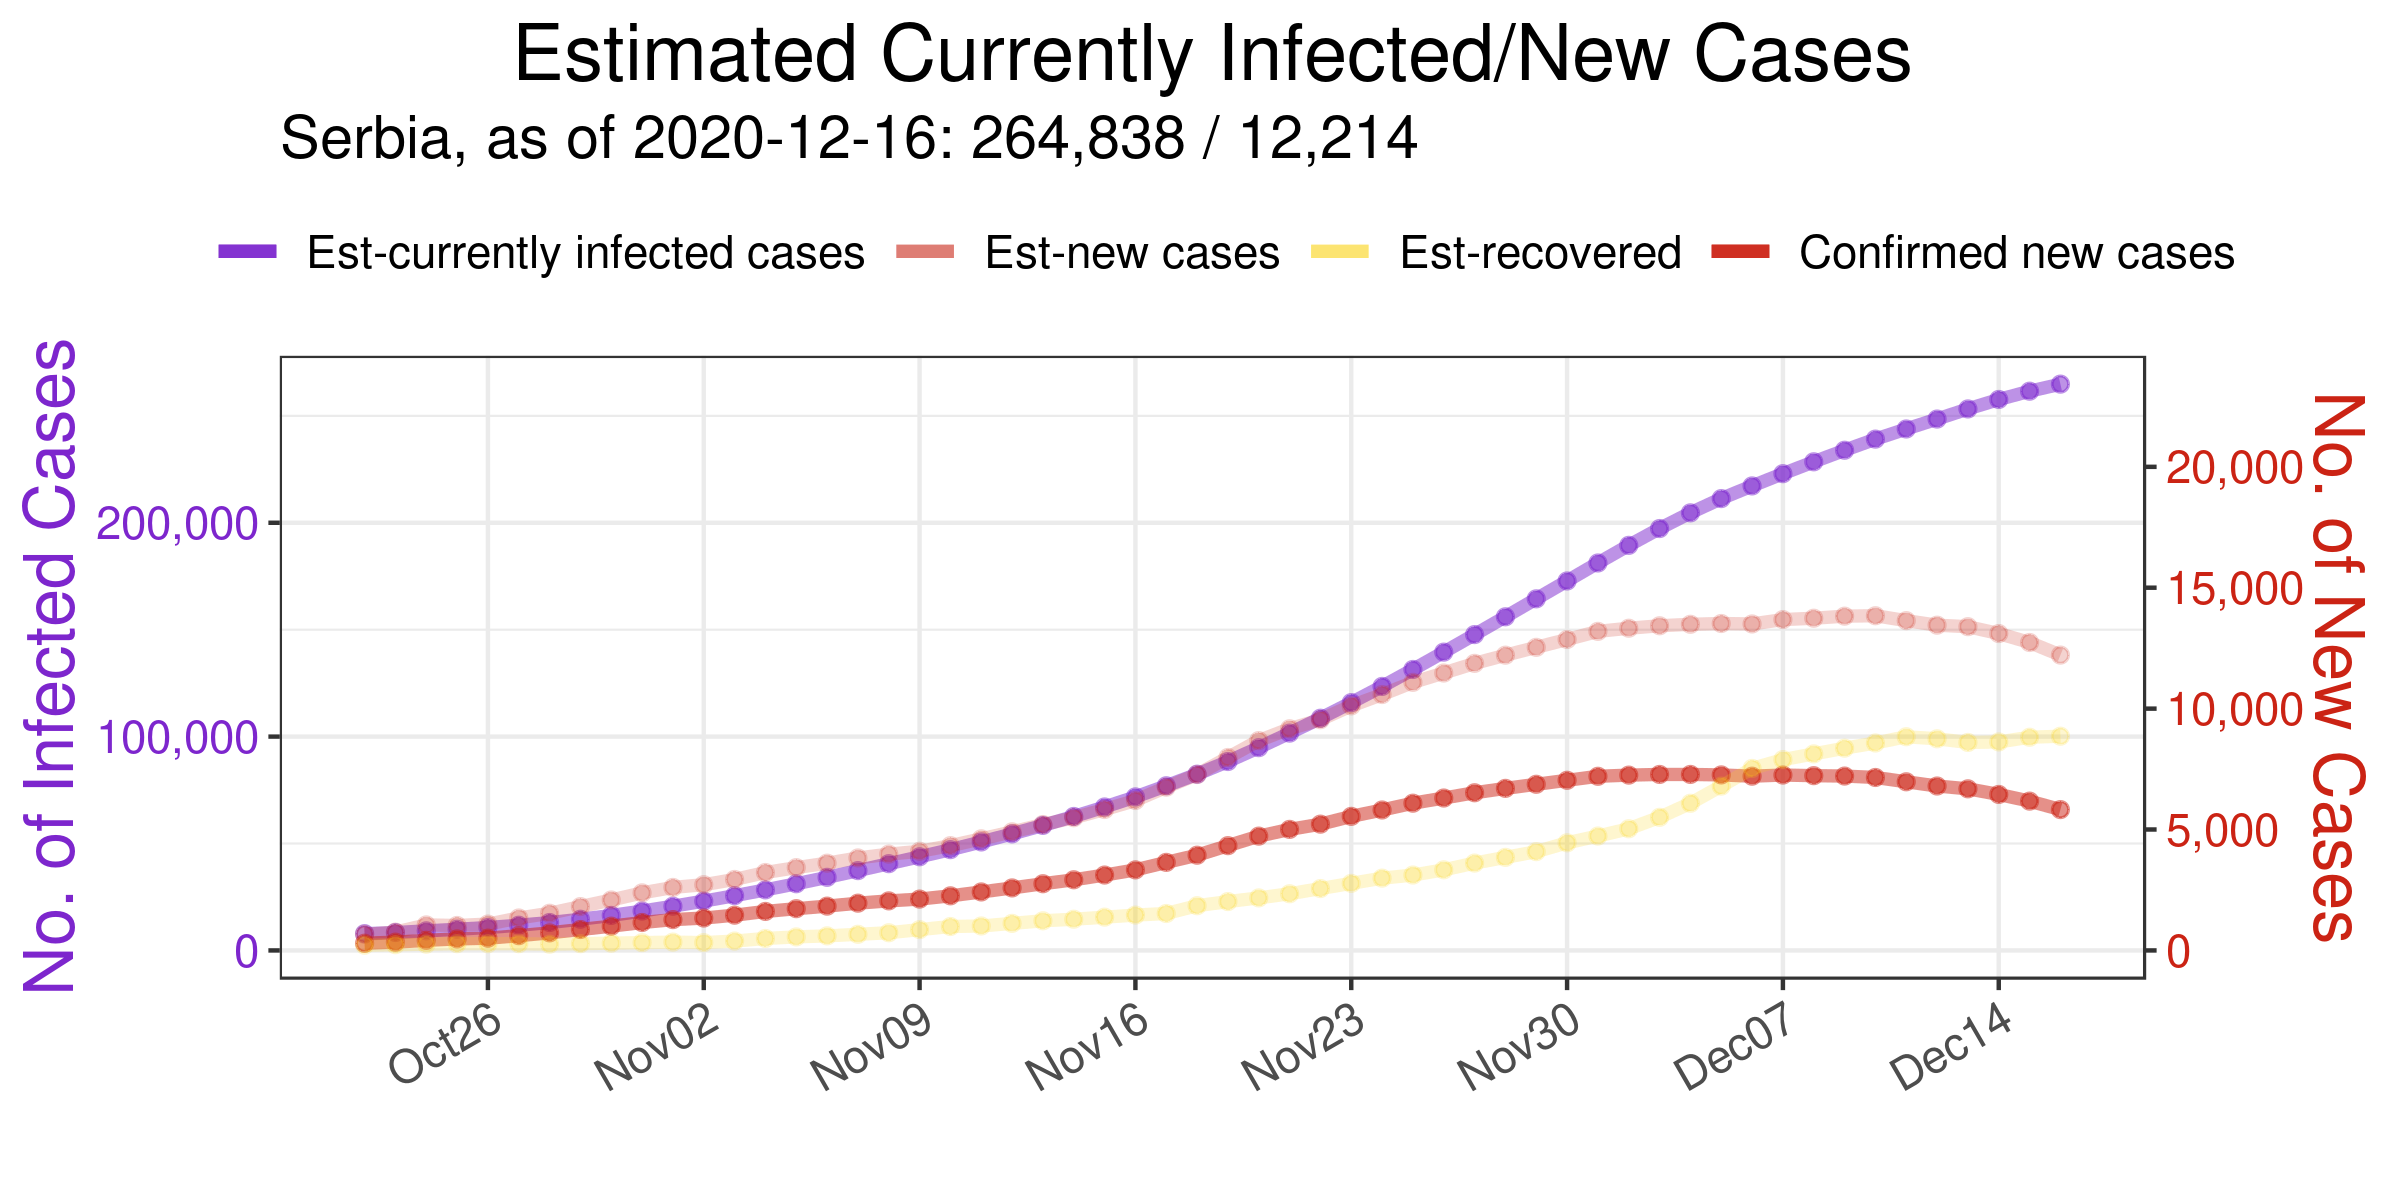 Estimated Currently Infected/New Cases
Serbia, as of 2020-12-16: 264,838 / 12,214
Est-currently infected cases Est-new cases Est-recovered Confirmed new cases
No. of Infected Cases
200,000
100,000
0
20,000
15,000
10,000
5,000
0
No. of New Cases
Oct26 Nov02 Nov09 Nov16 Nov23 Nov30 Dec07 Dec14